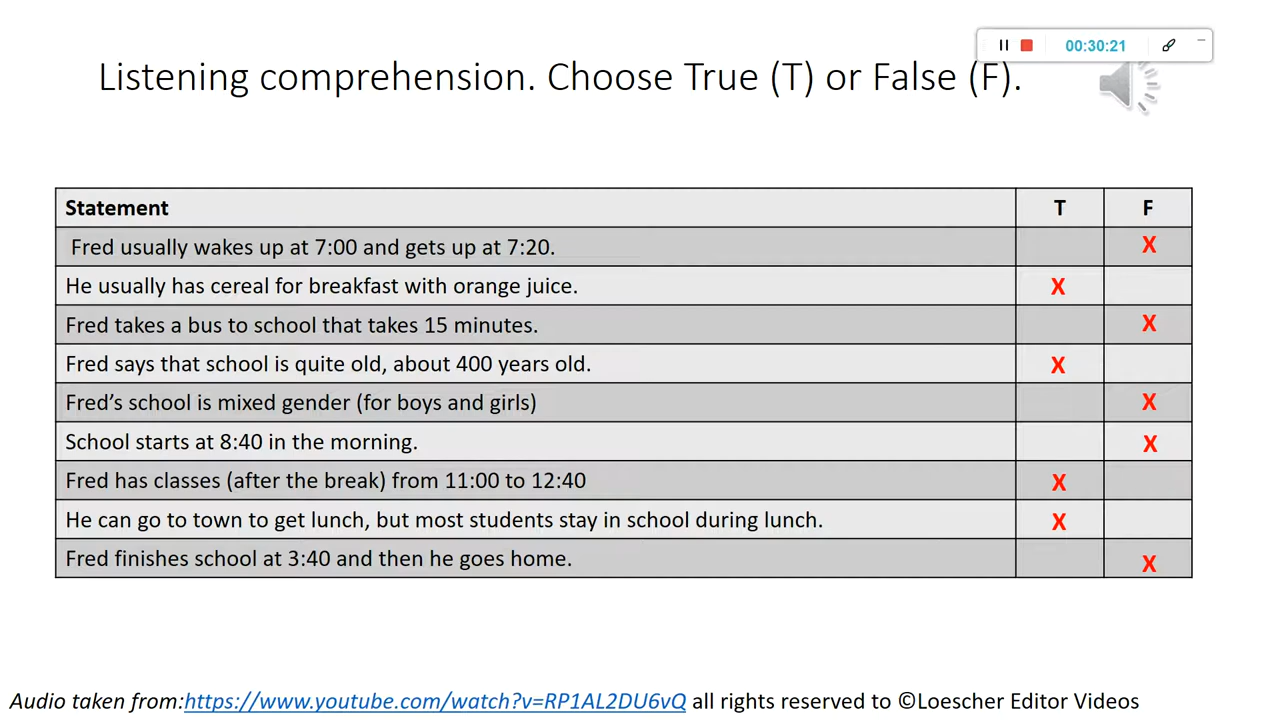 00:30:21
Listening comprehension. Choose True (T) or False (F).
Statement T F
Fred usually wakes up at 7:00 and gets up at 7:20. X
He usually has cereal for breakfast with orange juice. X
Fred takes a bus to school that takes 15 minutes. X
Fred says that school is quite old, about 400 years old. X
Fred’s school is mixed gender (for boys and girls) X
School starts at 8:40 in the morning. X
Fred has classes (after the break) from 11:00 to 12:40 X
He can go to town to get lunch, but most students stay in school during lunch. X
Fred finishes school at 3:40 and then he goes home. X
Audio taken from:https://www.youtube.com/watch?v=RP1AL2DU6vQ all rights reserved to ©Loescher Editor Videos